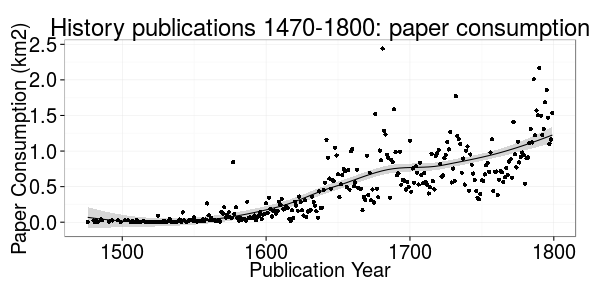 History publications 1470-1800: paper consumption
Paper Consumption (km2)
2.5
2.0
1.5
1.0
0.5
0.0
1500 1600 1700 1800
Publication Year